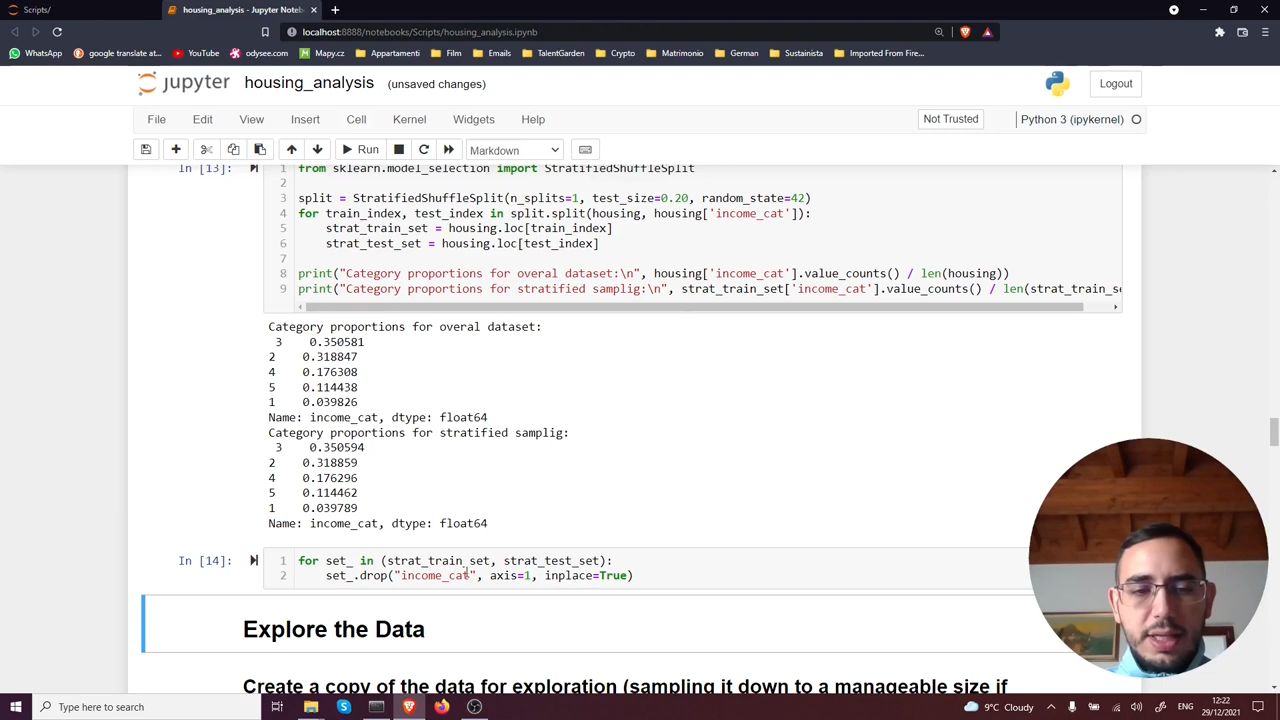 Scripts/
housing_analysis - Jupyter Noteb
localhost:8888/notebooks/Scripts/housing_analysis.ipynb
WhatsApp google translate at... YouTube odysee.com Mapy.cz Appartamenti Film Emails TalentGarden Crypto Matrimonio German Sustainista Imported From Fire...
jupyter housing_analysis (unsaved changes)
Logout
File Edit View Insert Cell Kernel Widgets Help
Not Trusted
Python 3 (ipykernel)
Run
Markdown
In [13]:
1 from sklearn.model_selection import StratifiedShuffleSplit
2
3 split = StratifiedShuffleSplit(n_splits=1, test_size=0.20, random_state=42)
4 for train_index, test_index in split.split(housing, housing['income_cat']):
5 strat_train_set = housing.loc[train_index]
6 strat_test_set = housing.loc[test_index]
7
8 print("Category proportions for overal dataset:\n", housing['income_cat'].value_counts() / len(housing))
9 print("Category proportions for stratified samplig:\n", strat_train_set['income_cat'].value_counts() / len(strat_train_se
Category proportions for overal dataset:
3 0.350581
2 0.318847
4 0.176308
5 0.114438
1 0.039826
Name: income_cat, dtype: float64
Category proportions for stratified samplig:
3 0.350594
2 0.318859
4 0.176296
5 0.114462
1 0.039789
Name: income_cat, dtype: float64
In [14]:
1 for set_ in (strat_train_set, strat_test_set):
2 set_.drop("income_cat", axis=1, inplace=True)
Explore the Data
Create a copy of the data for exploration (sampling it down to a manageable size if
Type here to search
9°C Cloudy
ENG
12:22
29/12/2021